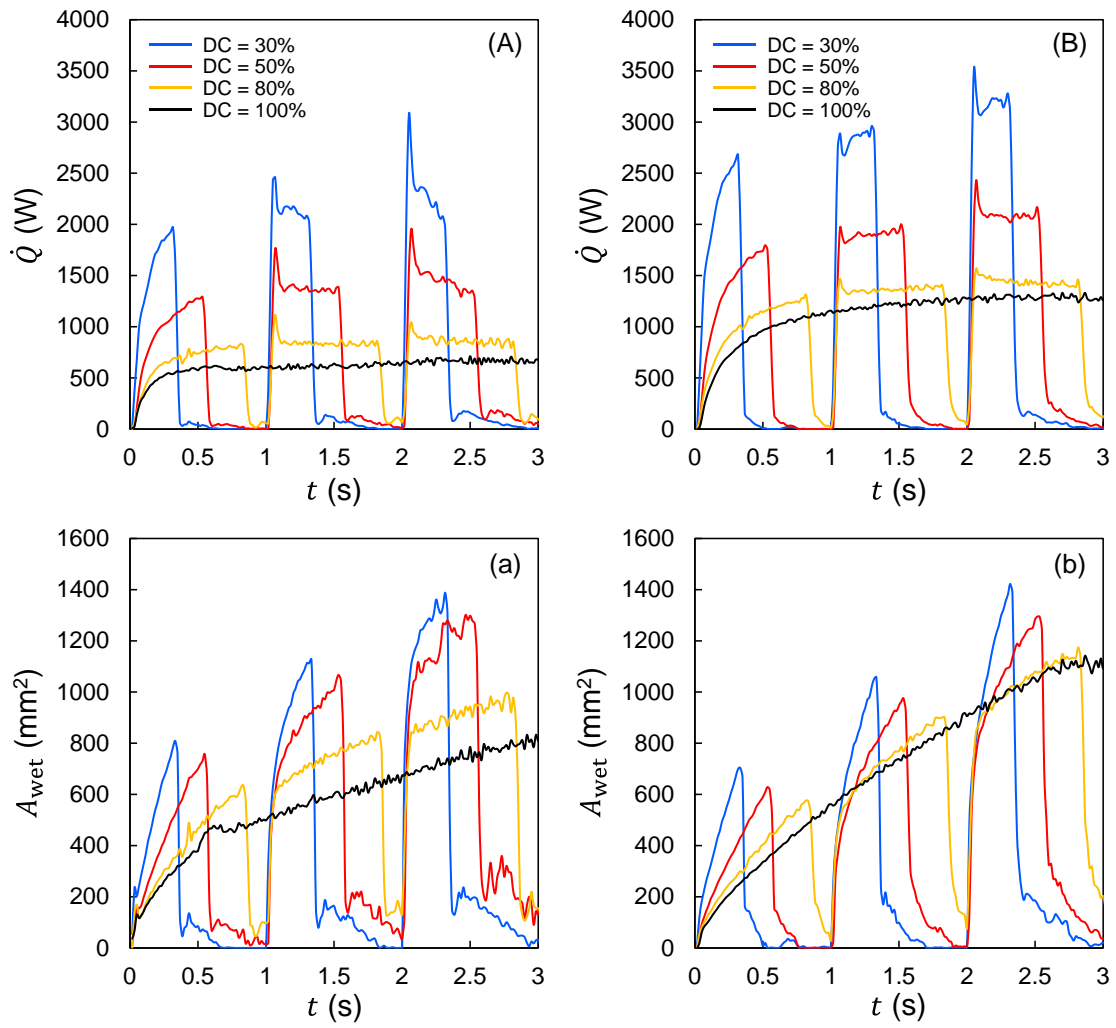 (A)
DC = 30%
DC = 50%
DC = 80%
DC = 100%
4000
3500
3000
2500
2000
1500
1000
500
0
Q̇ (W)
0 0.5 1 1.5 2 2.5 3
t (s)
(B)
DC = 30%
DC = 50%
DC = 80%
DC = 100%
4000
3500
3000
2500
2000
1500
1000
500
0
Q̇ (W)
0 0.5 1 1.5 2 2.5 3
t (s)
(a)
1600
1400
1200
1000
800
600
400
200
0
A_wet (mm²)
0 0.5 1 1.5 2 2.5 3
t (s)
(b)
1600
1400
1200
1000
800
600
400
200
0
A_wet (mm²)
0 0.5 1 1.5 2 2.5 3
t (s)